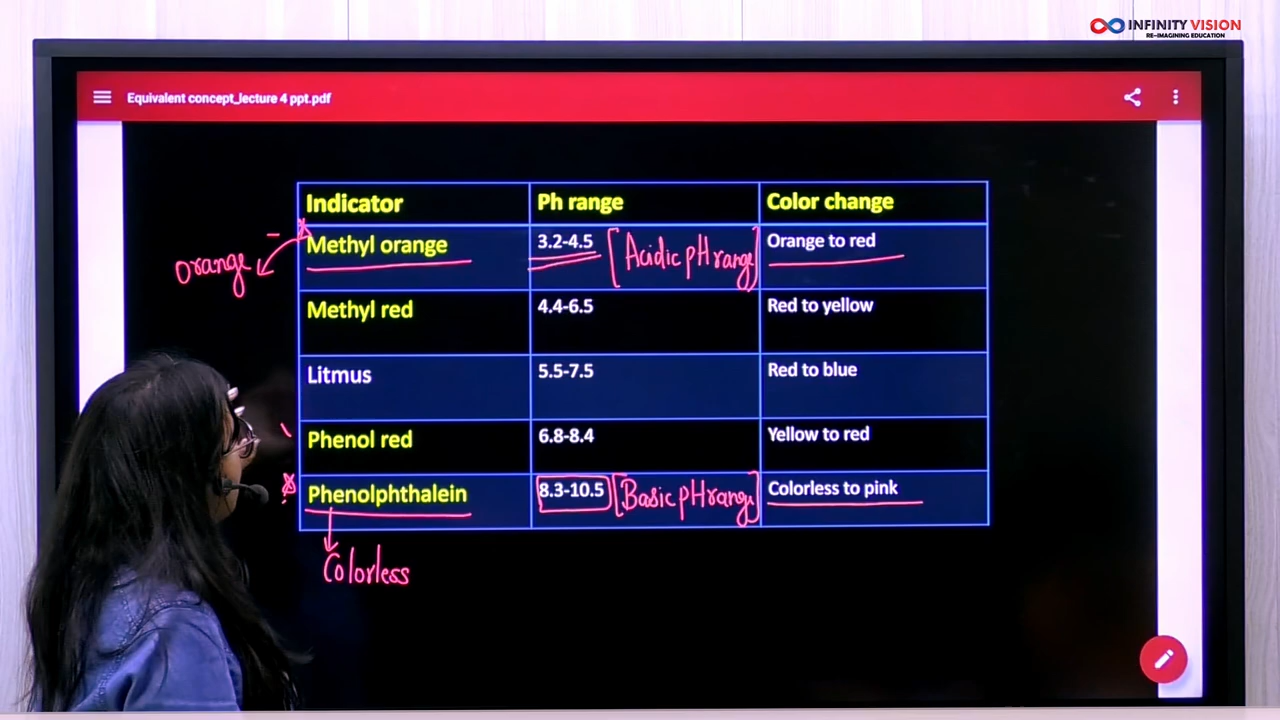 INFINITY VISION
RE-IMAGINING EDUCATION
Equivalent concept_lecture 4 ppt.pdf
Indicator Ph range Color change
Orange Methyl orange 3.2-4.5 [Acidic pH range] Orange to red
Methyl red 4.4-6.5 Red to yellow
Litmus 5.5-7.5 Red to blue
Phenol red 6.8-8.4 Yellow to red
Phenolphthalein 8.3-10.5 [Basic pH range] Colorless to pink
Colorless